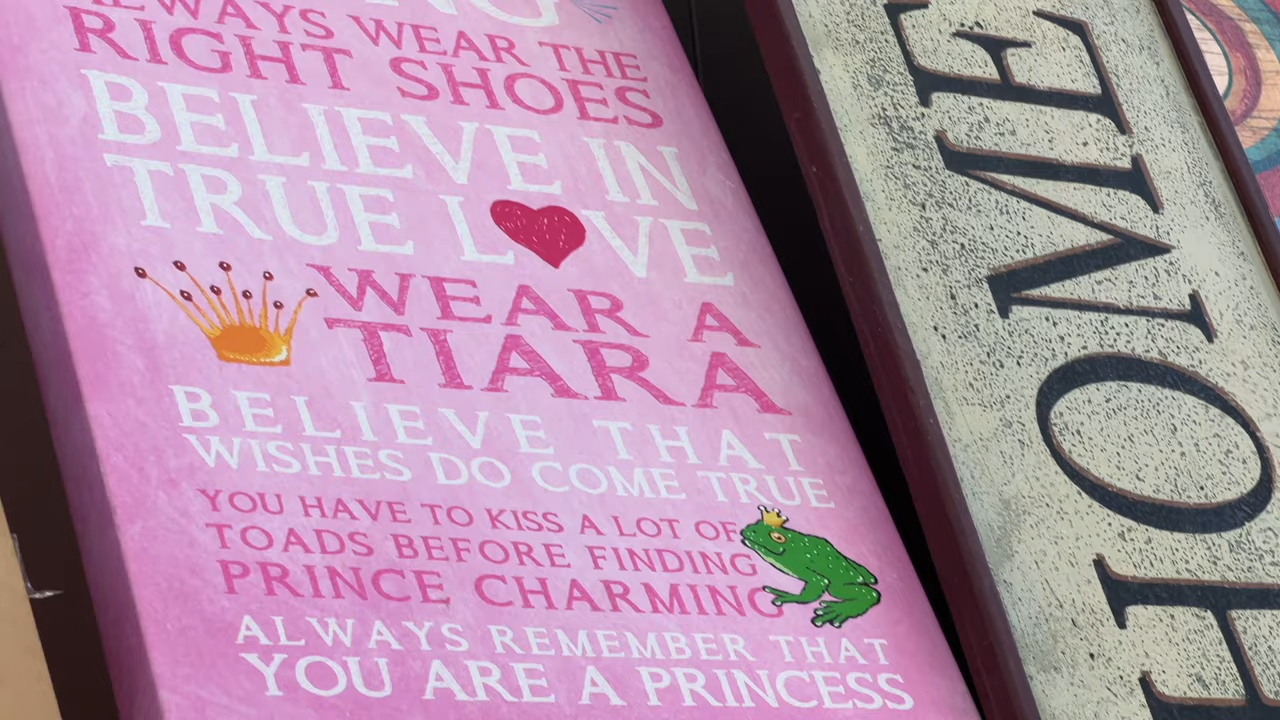 ALWAYS WEAR THE
RIGHT SHOES
BELIEVE IN
TRUE LOVE
WEAR A
TIARA
BELIEVE THAT
WISHES DO COME TRUE
YOU HAVE TO KISS A LOT OF
TOADS BEFORE FINDING
PRINCE CHARMING
ALWAYS REMEMBER THAT
YOU ARE A PRINCESS
HOME